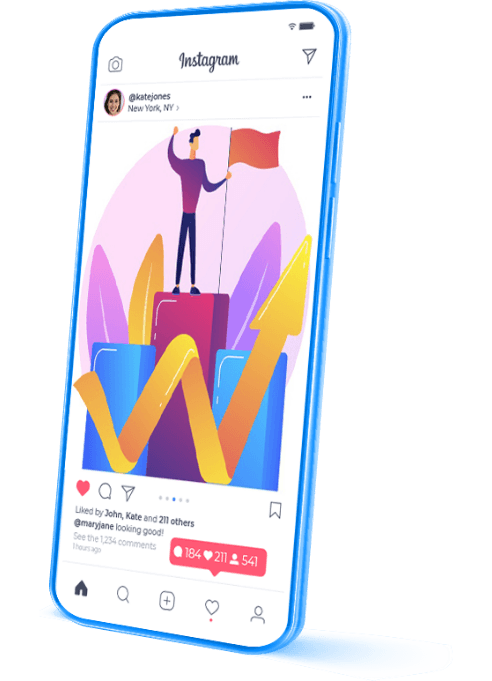 Instagram
@katejones
New York, NY >
Liked by John, Kate and 211 others
@maryjane looking good!
See the 1,234 comments
1 hours ago
184 211 541